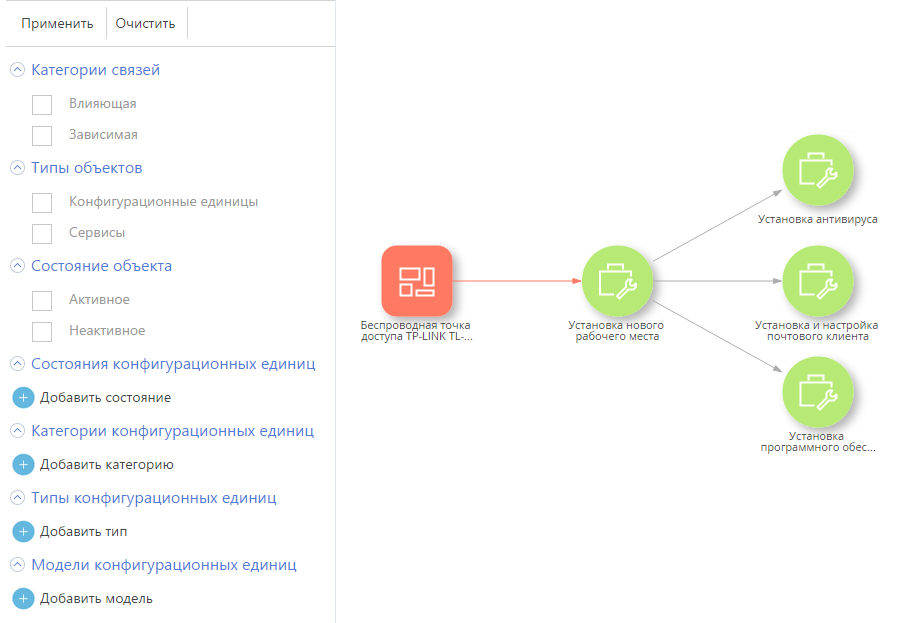 Применить Очистить
Категории связей
Влияющая
Зависимая
Типы объектов
Конфигурационные единицы
Сервисы
Состояние объекта
Активное
Неактивное
Состояния конфигурационных единиц
Добавить состояние
Категории конфигурационных единиц
Добавить категорию
Типы конфигурационных единиц
Добавить тип
Модели конфигурационных единиц
Добавить модель
Беспроводная точка
доступа TP-LINK TL-...
Установка нового
рабочего места
Установка антивируса
Установка и настройка
почтового клиента
Установка
программного обес...